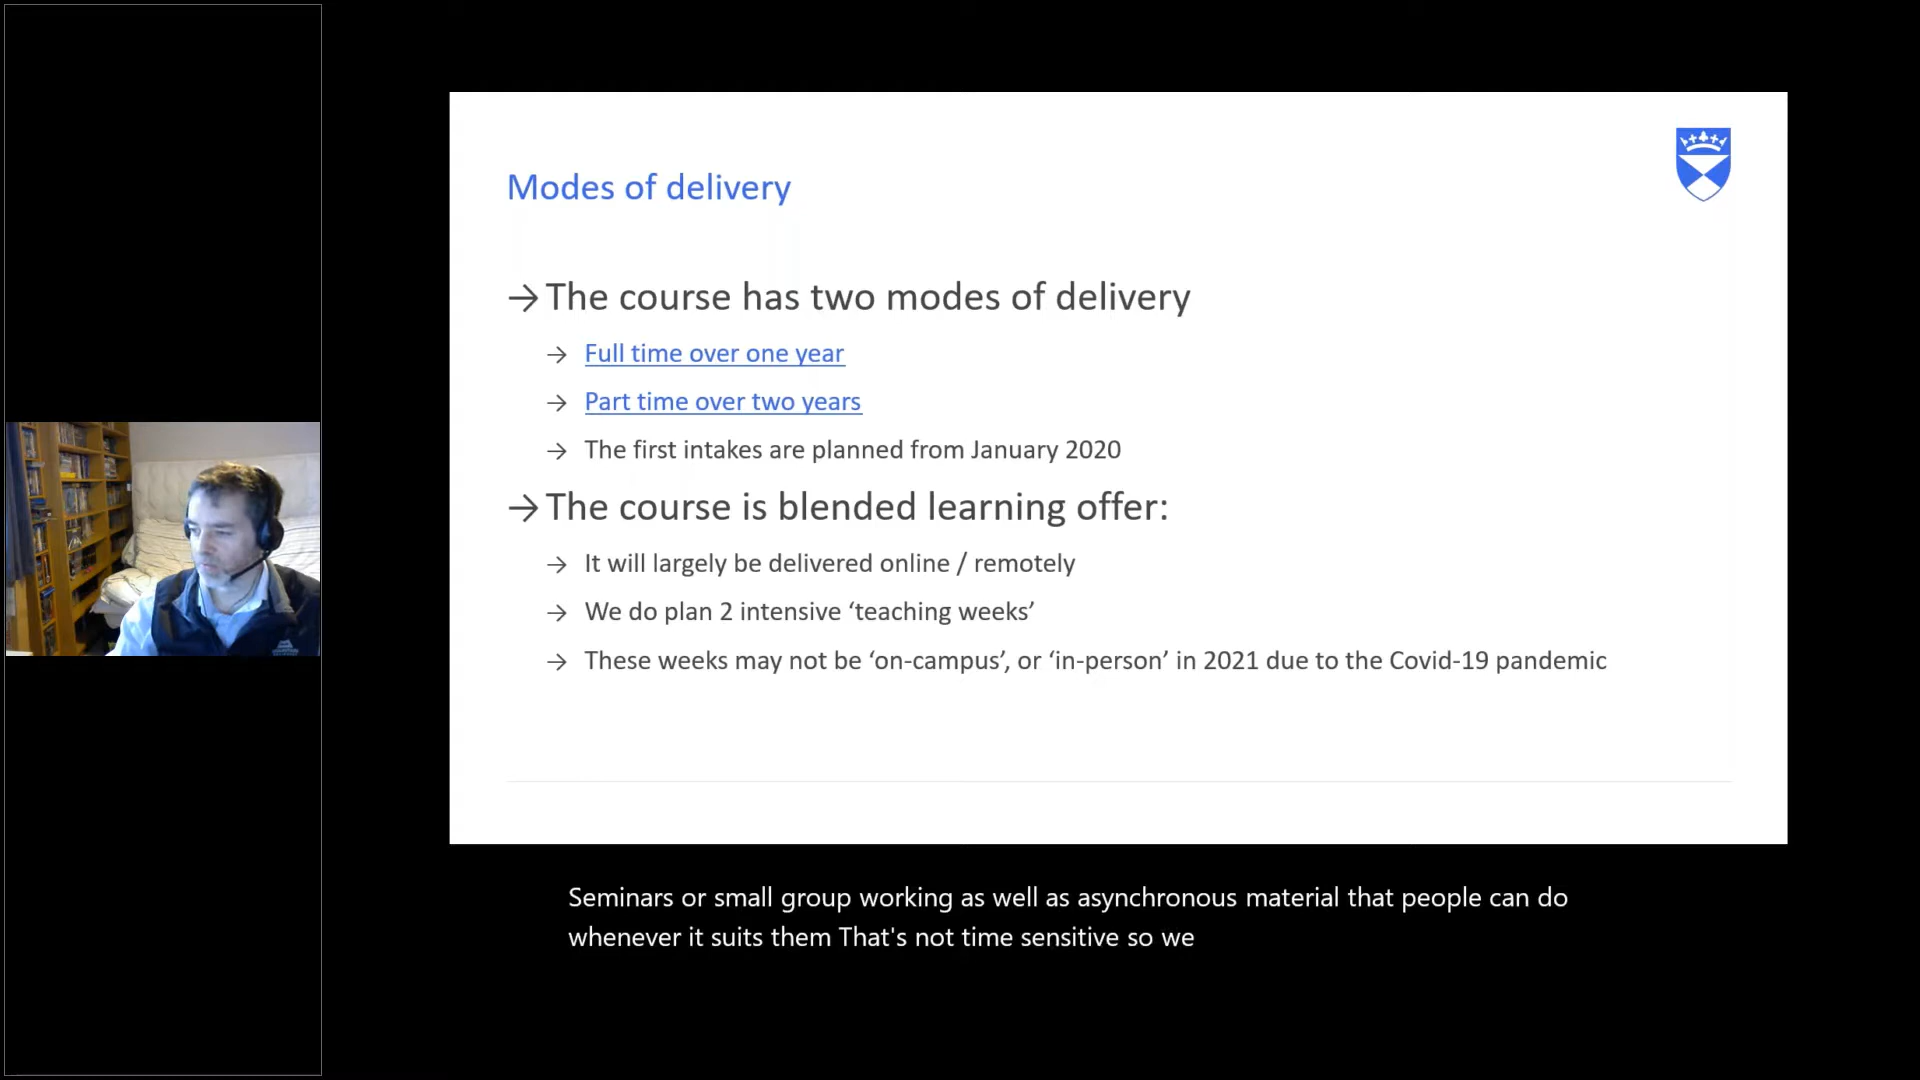 Modes of delivery
→ The course has two modes of delivery
→ Full time over one year
→ Part time over two years
→ The first intakes are planned from January 2020
→ The course is blended learning offer:
→ It will largely be delivered online / remotely
→ We do plan 2 intensive ‘teaching weeks’
→ These weeks may not be ‘on-campus’, or ‘in-person’ in 2021 due to the Covid-19 pandemic
Seminars or small group working as well as asynchronous material that people can do
whenever it suits them That's not time sensitive so we